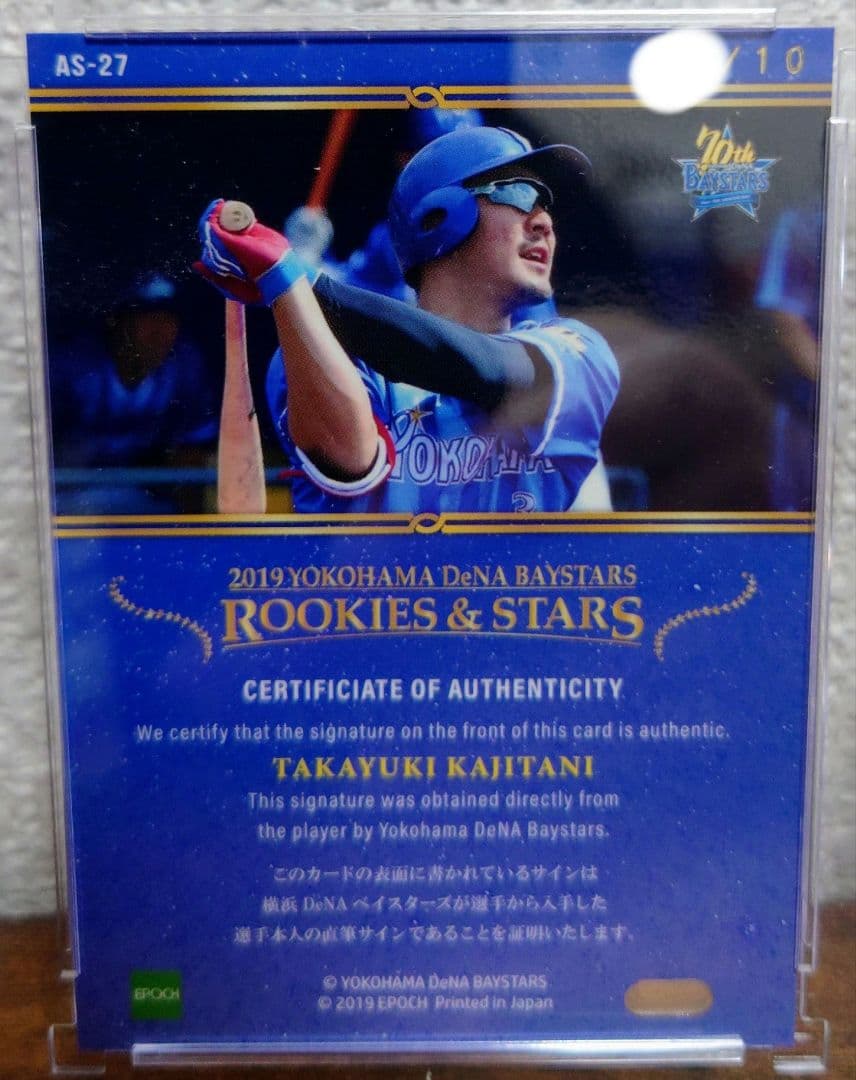 AS-27
/10
70th
BAYSTARS
YOKOHAMA
3
2019 YOKOHAMA DeNA BAYSTARS
ROOKIES & STARS
CERTIFICIATE OF AUTHENTICITY
We certify that the signature on the front of this card is authentic.
TAKAYUKI KAJITANI
This signature was obtained directly from
the player by Yokohama DeNA Baystars.
このカードの表面に書かれているサインは
横浜 DeNA ベイスターズが選手から入手した
選手本人の直筆サインであることを証明いたします。
EPOCH
© YOKOHAMA DeNA BAYSTARS
© 2019 EPOCH Printed in Japan